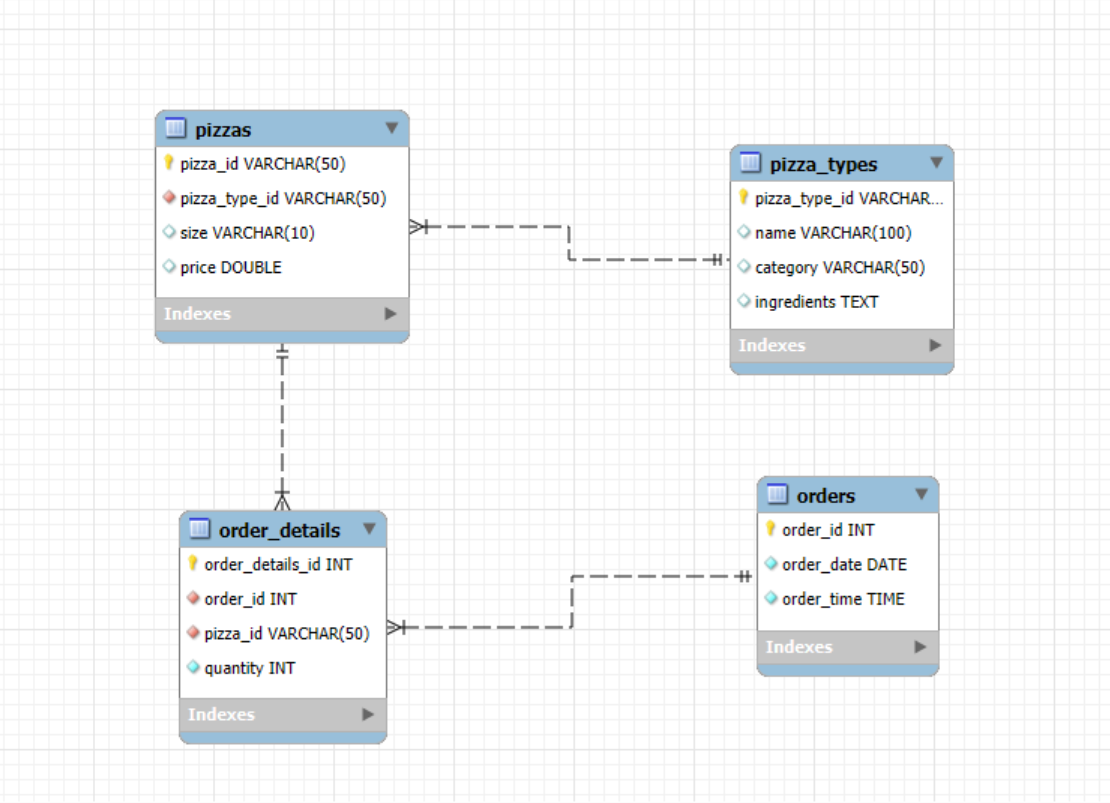 pizzas
pizza_id VARCHAR(50)
pizza_type_id VARCHAR(50)
size VARCHAR(10)
price DOUBLE
Indexes
pizza_types
pizza_type_id VARCHAR...
name VARCHAR(100)
category VARCHAR(50)
ingredients TEXT
Indexes
order_details
order_details_id INT
order_id INT
pizza_id VARCHAR(50)
quantity INT
Indexes
orders
order_id INT
order_date DATE
order_time TIME
Indexes